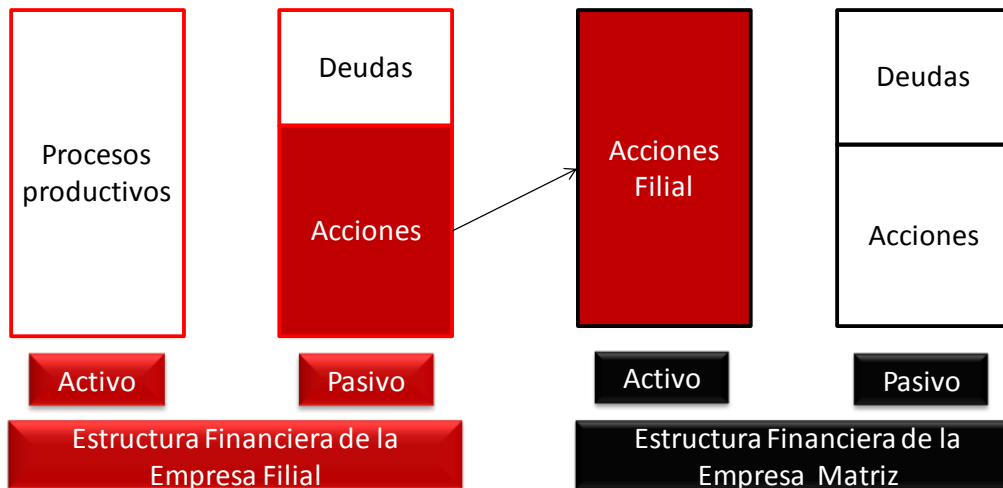 Procesos
productivos
Deudas
Acciones
Acciones
Filial
Deudas
Acciones
Activo
Pasivo
Activo
Pasivo
Estructura Financiera de la
Empresa Filial
Estructura Financiera de la
Empresa Matriz